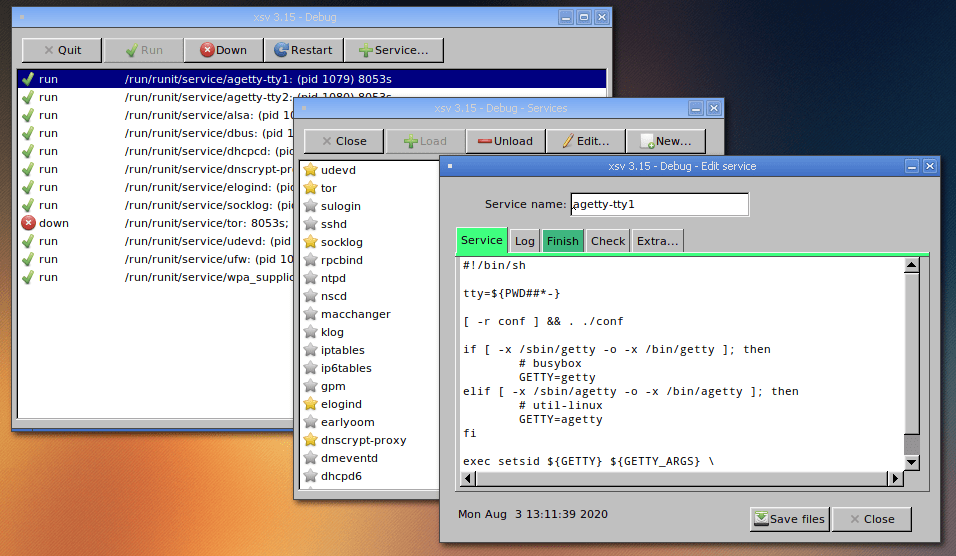 xsv 3.15 - Debug
Quit Run Down Restart Service...
run /run/runit/service/agetty-tty1: (pid 1079) 8053s
run /run/runit/service/agetty-tty2: (pid 1080) 8053s
run /run/runit/service/alsa: (pid 10
run /run/runit/service/dbus: (pid 1
run /run/runit/service/dhcpcd: (pid
run /run/runit/service/dnscrypt-pro
run /run/runit/service/elogind: (pid
run /run/runit/service/socklog: (pid
down /run/runit/service/tor: 8053s;
run /run/runit/service/udevd: (pid
run /run/runit/service/ufw: (pid 10
run /run/runit/service/wpa_supplic
xsv 3.15 - Debug - Services
Close Load Unload Edit... New...
udevd
tor
sulogin
sshd
socklog
rpcbind
ntpd
nscd
macchanger
klog
iptables
ip6tables
gpm
elogind
earlyoom
dnscrypt-proxy
dmeventd
dhcpd6
xsv 3.15 - Debug - Edit service
Service name: agetty-tty1
Service Log Finish Check Extra...
#!/bin/sh
tty=${PWD##*-}
[ -r conf ] && . ./conf
if [ -x /sbin/getty -o -x /bin/getty ]; then
# busybox
GETTY=getty
elif [ -x /sbin/agetty -o -x /bin/agetty ]; then
# util-linux
GETTY=agetty
fi
exec setsid ${GETTY} ${GETTY_ARGS} \
Mon Aug 3 13:11:39 2020
Save files Close